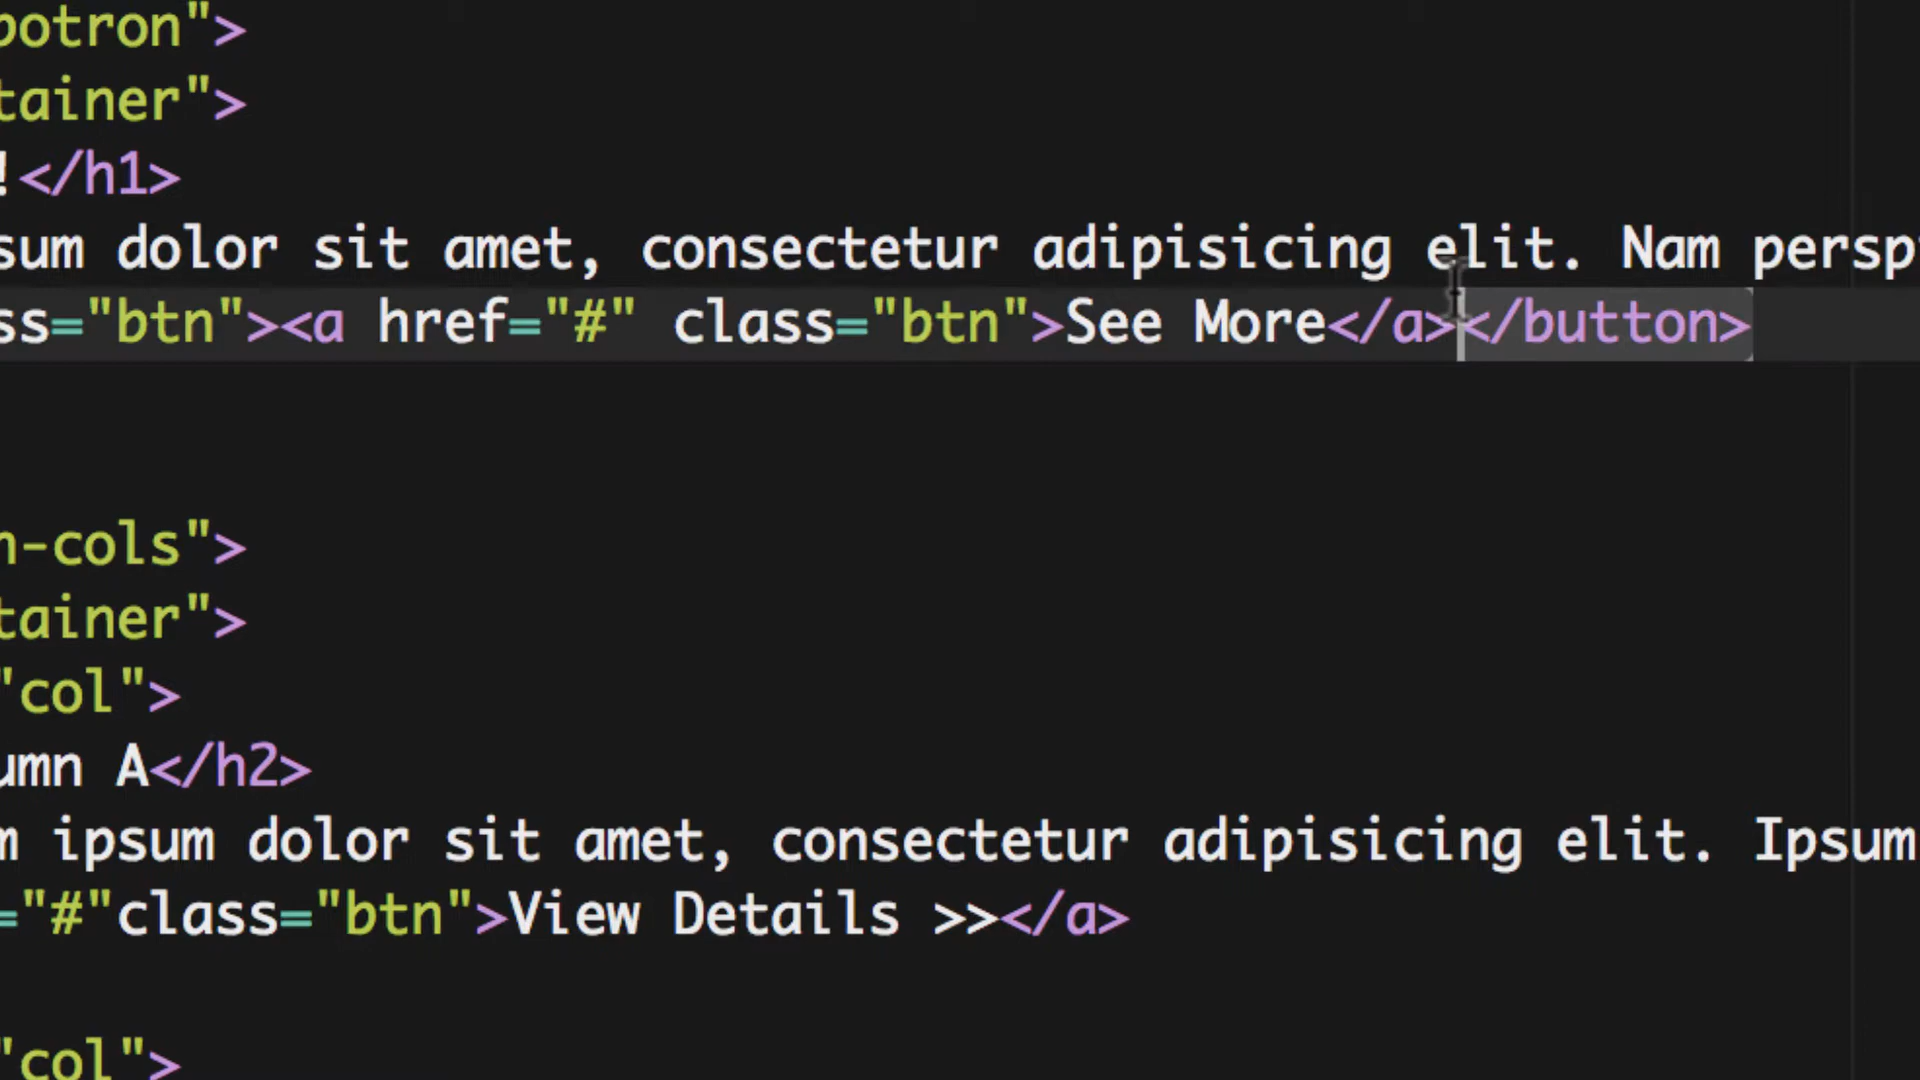 potron">
tainer">
!</h1>
sum dolor sit amet, consectetur adipisicing elit. Nam persp
ss="btn"><a href="#" class="btn">See More</a></button>
n-cols">
tainer">
"col">
umn A</h2>
m ipsum dolor sit amet, consectetur adipisicing elit. Ipsum
="#"class="btn">View Details >></a>
"col">